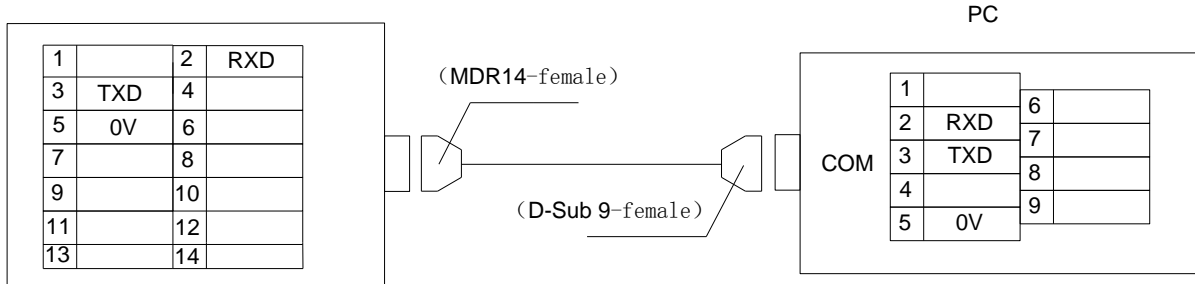 PC
1 2 RXD
3 TXD 4
5 0V 6
7 8
9 10
11 12
13 14
（MDR14-female）
（D-Sub 9-female）
COM
1
2 RXD
3 TXD
4
5 0V
6
7
8
9